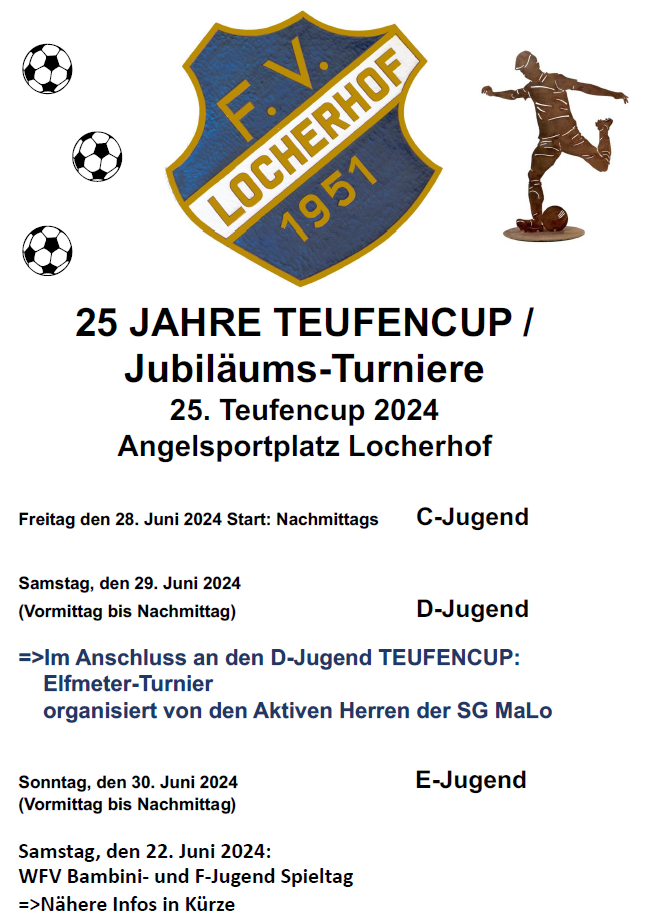 F. V.
LOCHERHOF
1951
25 JAHRE TEUFENCUP /
Jubiläums-Turniere
25. Teufencup 2024
Angelsportplatz Locherhof
Freitag den 28. Juni 2024 Start: Nachmittags C-Jugend
Samstag, den 29. Juni 2024
(Vormittag bis Nachmittag) D-Jugend
=>Im Anschluss an den D-Jugend TEUFENCUP:
Elfmeter-Turnier
organisiert von den Aktiven Herren der SG MaLo
Sonntag, den 30. Juni 2024 E-Jugend
(Vormittag bis Nachmittag)
Samstag, den 22. Juni 2024:
WFV Bambini- und F-Jugend Spieltag
=>Nähere Infos in Kürze